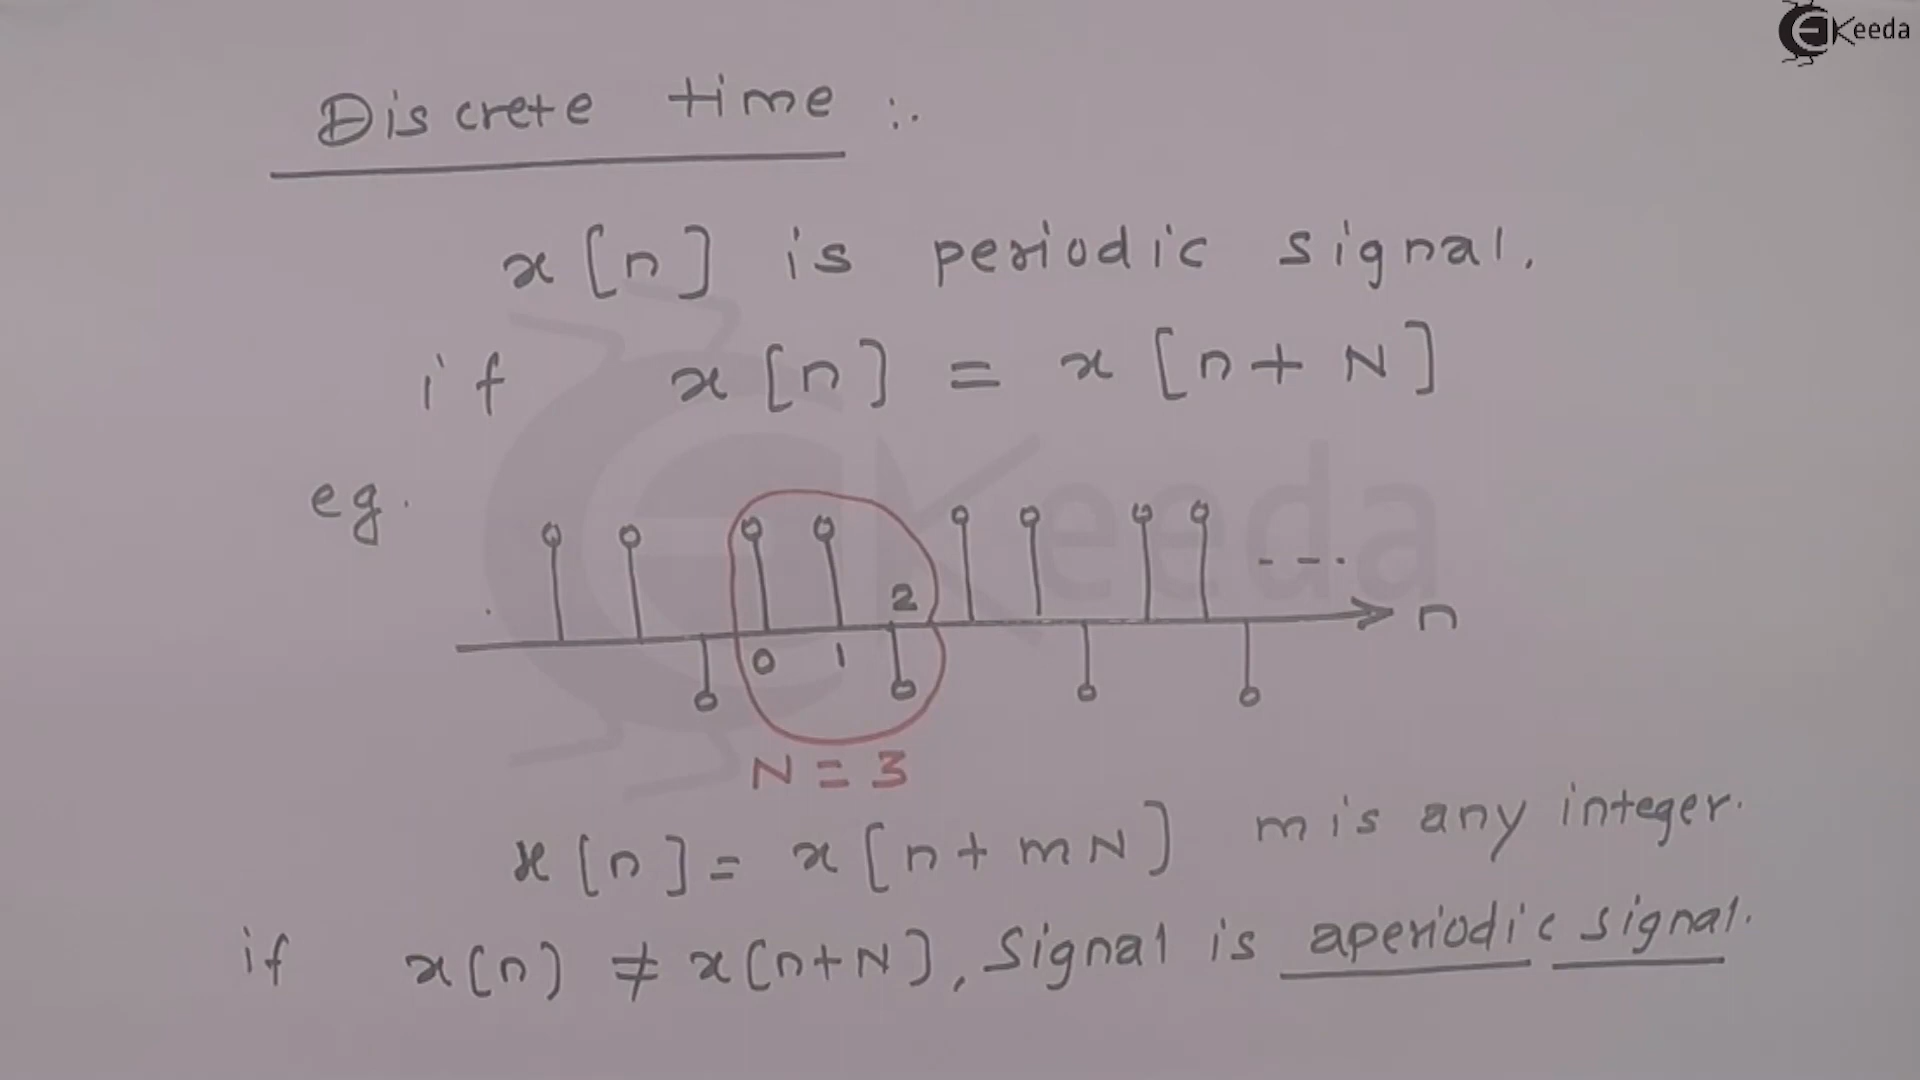 Keeda
Discrete time :-
x[n] is periodic signal.
if x[n] = x[n+N]
eg.
2
- - -
n
0 1
N = 3
x[n] = x[n+mN] m is any integer.
if x[n] ≠ x[n+N], Signal is aperiodic signal.